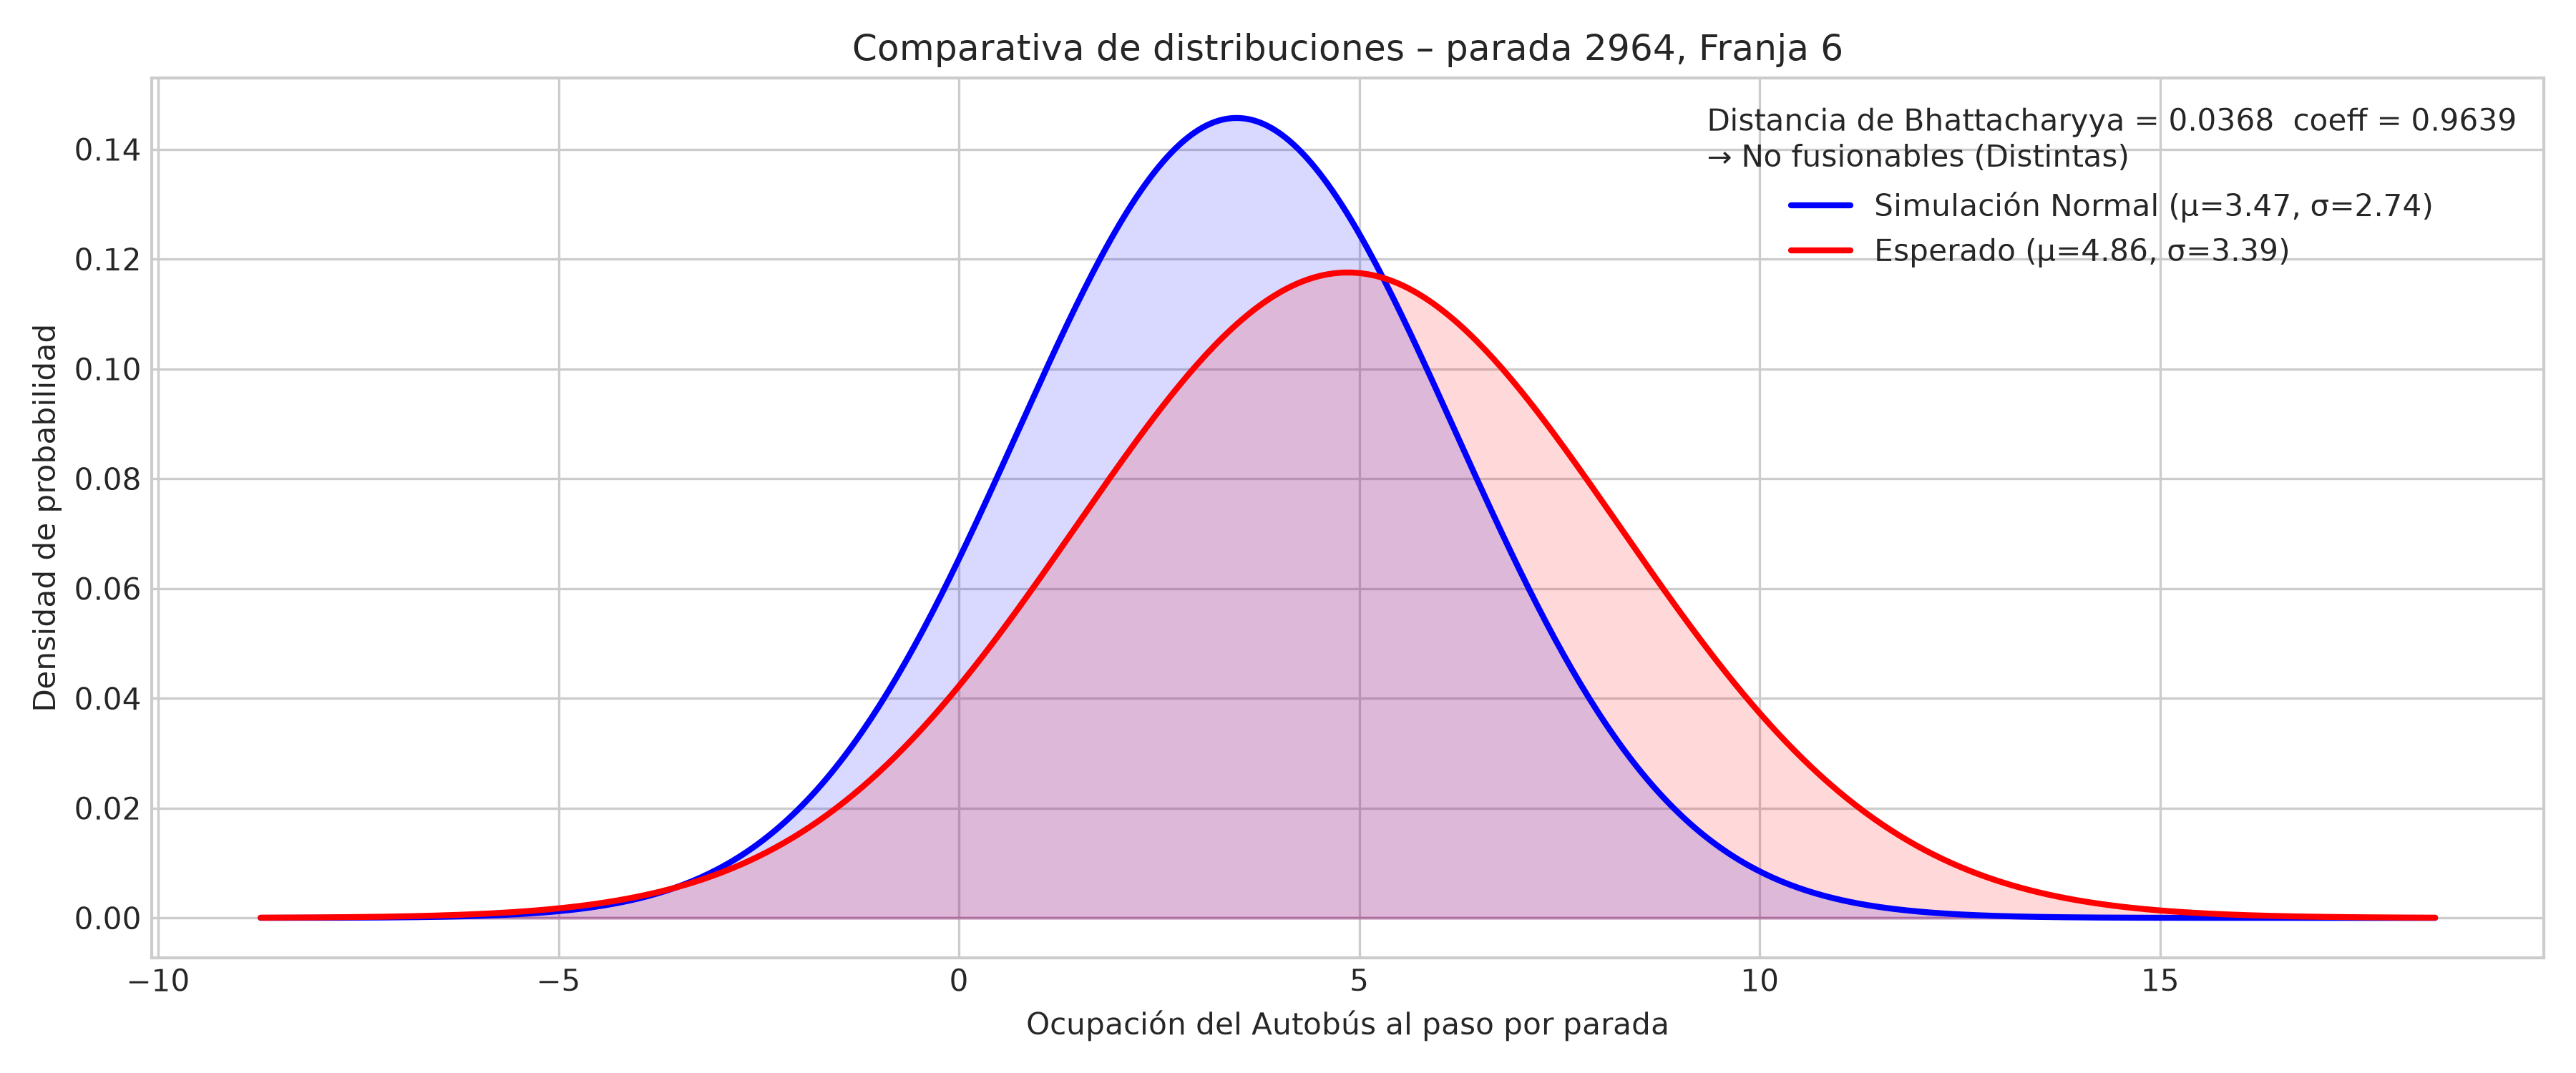 Comparativa de distribuciones – parada 2964, Franja 6
Distancia de Bhattacharyya = 0.0368  coeff = 0.9639
→ No fusionables (Distintas)
Simulación Normal (μ=3.47, σ=2.74)
Esperado (μ=4.86, σ=3.39)
Densidad de probabilidad
0.14
0.12
0.10
0.08
0.06
0.04
0.02
0.00
−10
−5
0
5
10
15
Ocupación del Autobús al paso por parada